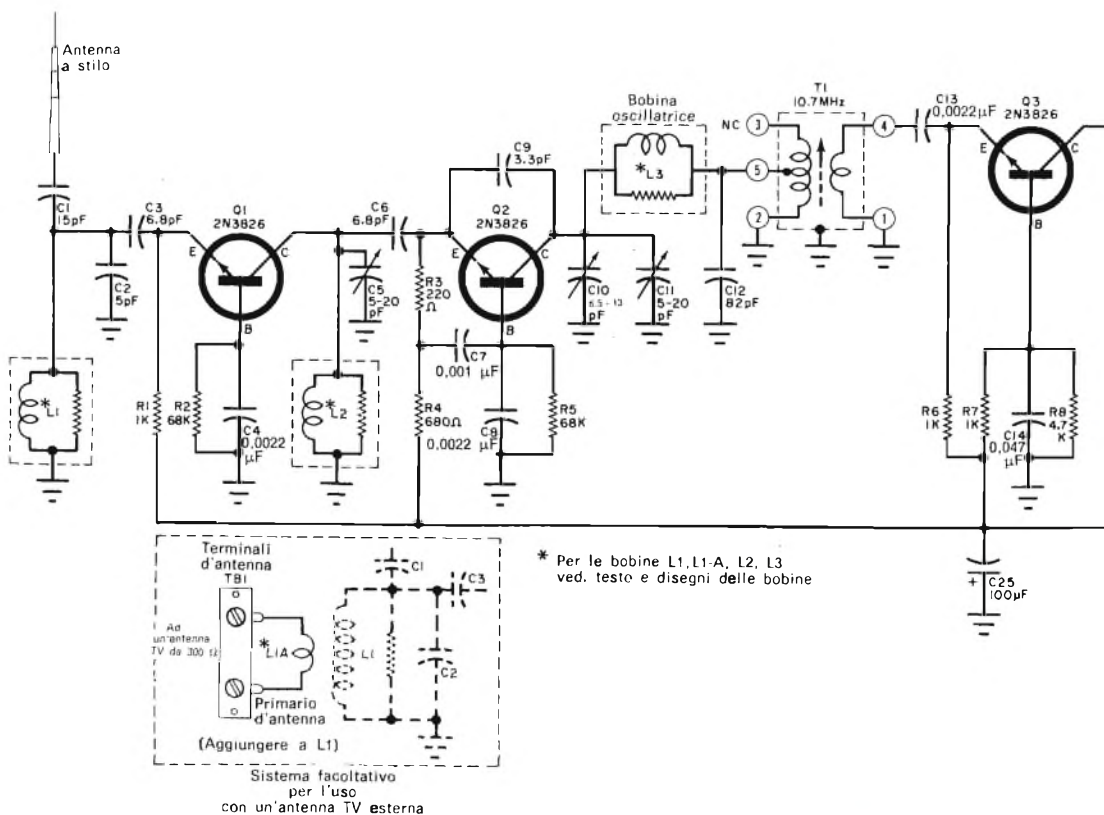 Antenna
a stilo
C1
15pF
C3
6.8pF
C2
5pF
Q1
2N3826
E
C
B
*L1
R1
1K
R2
68K
C4
0,0022
µF
C6
6.8pF
C5
5-20
pF
*L2
C9
3.3pF
Q2
2N3826
E
C
B
R3
220
Ω
C7
0,001 µF
R4
680Ω
0,0022
C8
µF
R5
68K
Bobina
oscillatrice
*L3
C10
pF
C11
5-20
pF
C12
82pF
T1
10.7MHz
NC
3
5
2
4
1
C13
0,0022µF
Q3
2N3826
E
C
B
R6
1K
R7
1K
C14
0,047
µF
R8
4.7
K
+
C25
100µF
Terminali
d'antenna
TB1
Ad
un'antenna
TV da 300 Ω
*L1A
Primario
d'antenna
(Aggiungere a L1)
C1
C3
L1
C2
Sistema facoltativo
per l'uso
con un'antenna TV esterna
* Per le bobine L1, L1-A, L2, L3
ved. testo e disegni delle bobine